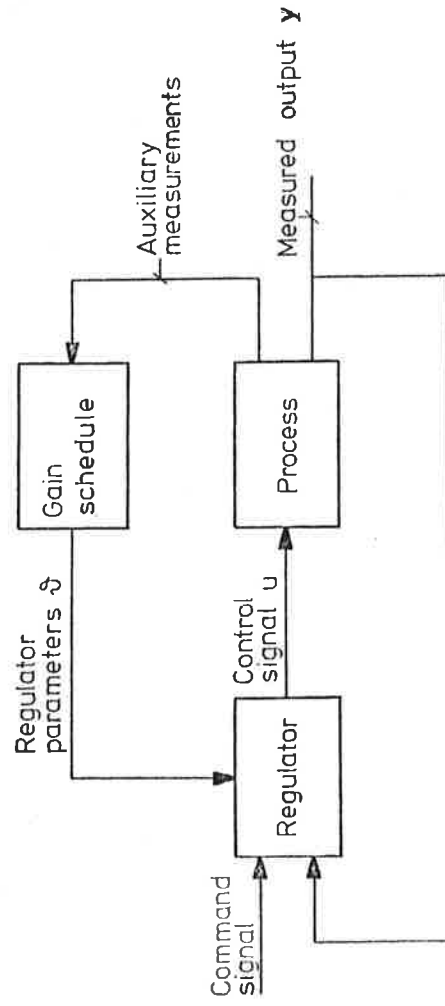 Regulator
parameters ϑ
Gain
schedule
Auxiliary
measurements
Command
signal
Regulator
Control
signal u
Process
Measured output y